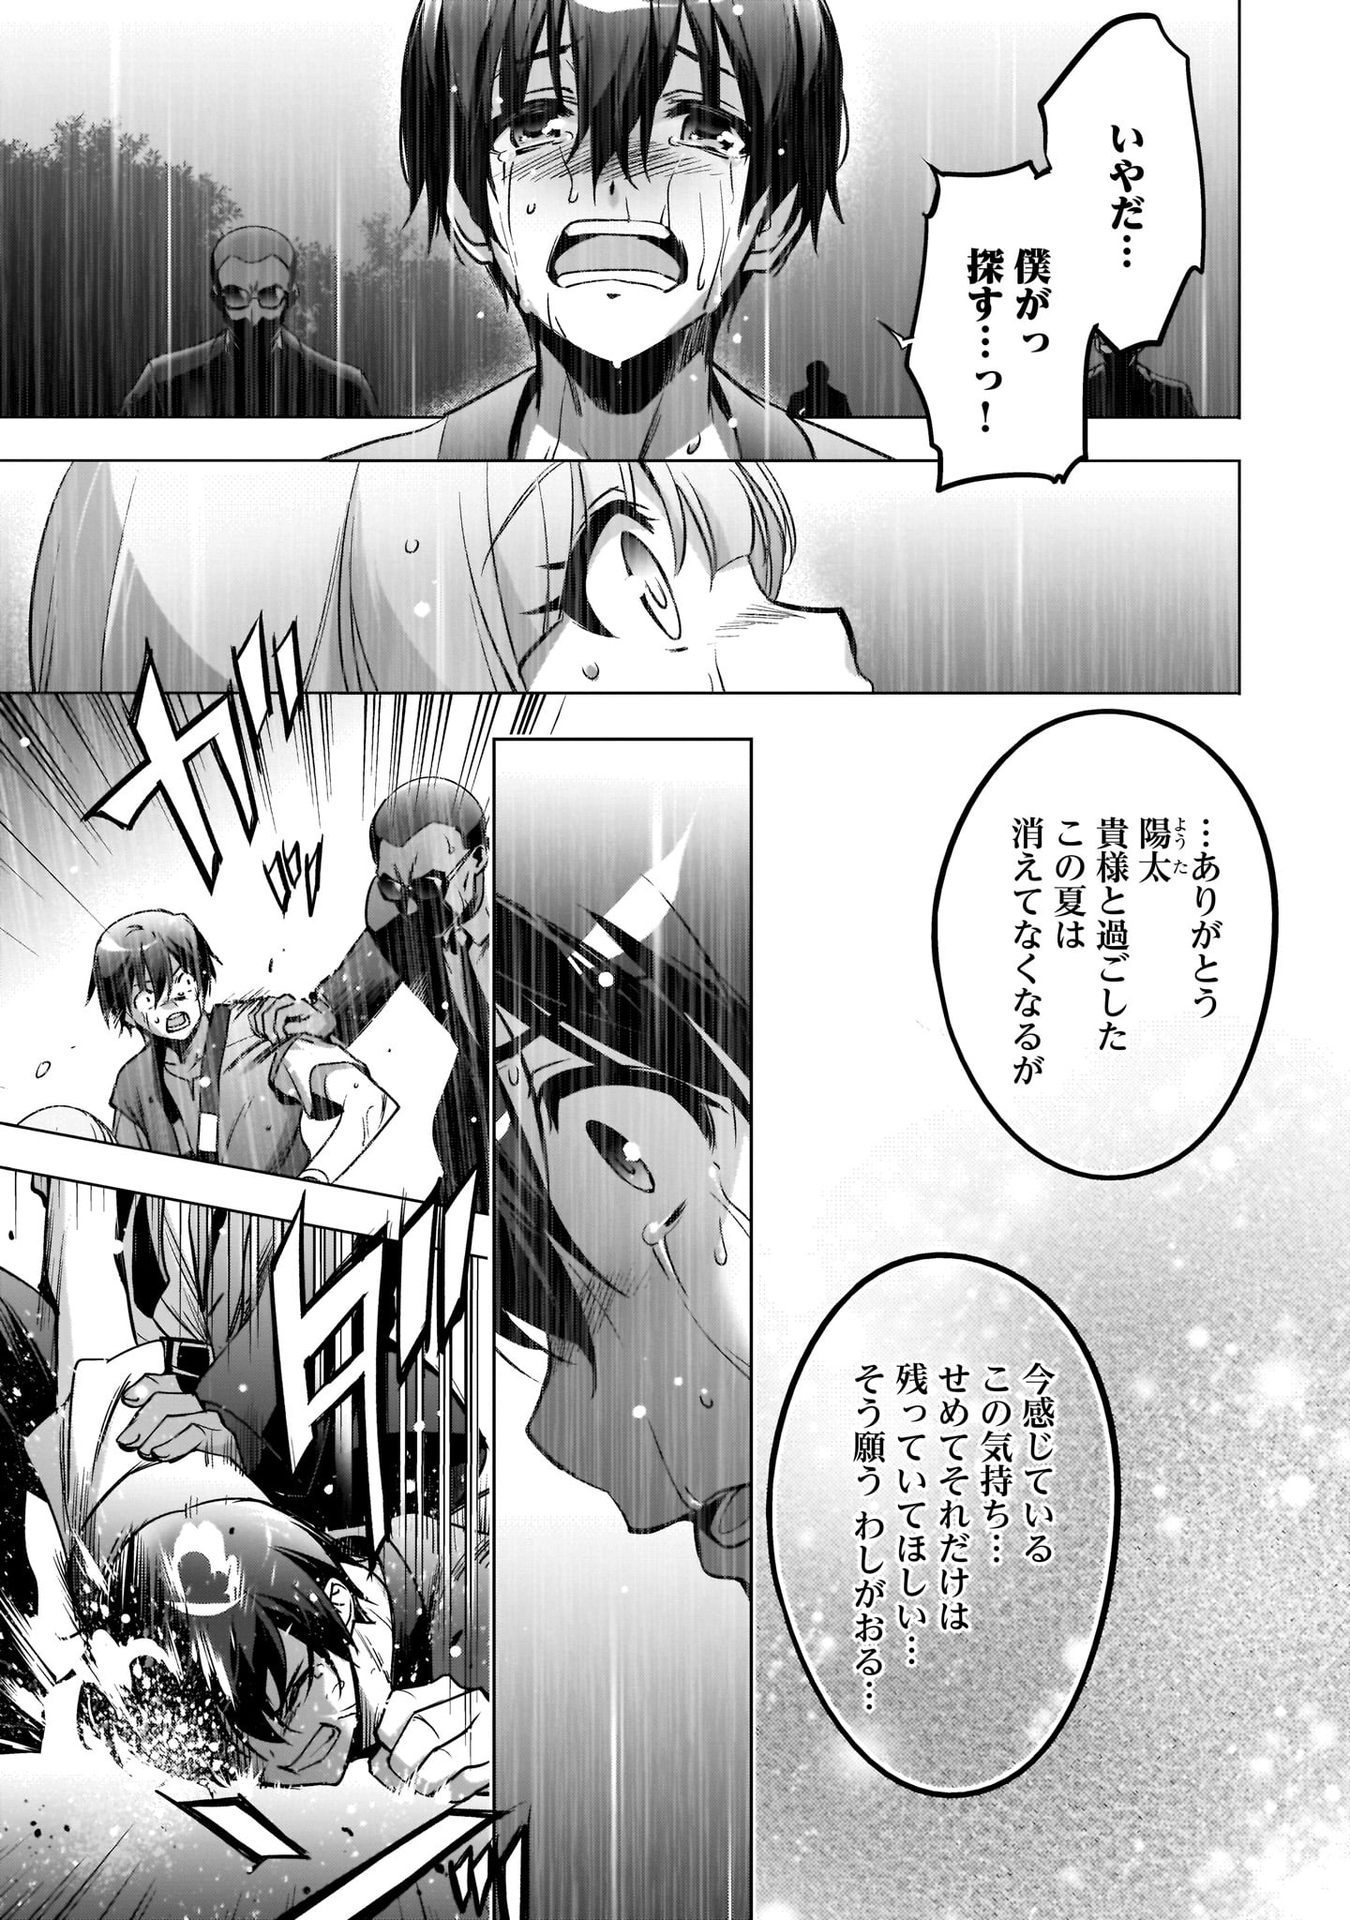 いやだ…
僕がっ
探す…っ！
…ありがとう
陽太
ようた
貴様と過ごした
この夏は
消えてなくなるが
今感じている
この気持ち…
せめてそれだけは
残っていてほしい…
そう願う わしがおる…
ガッ